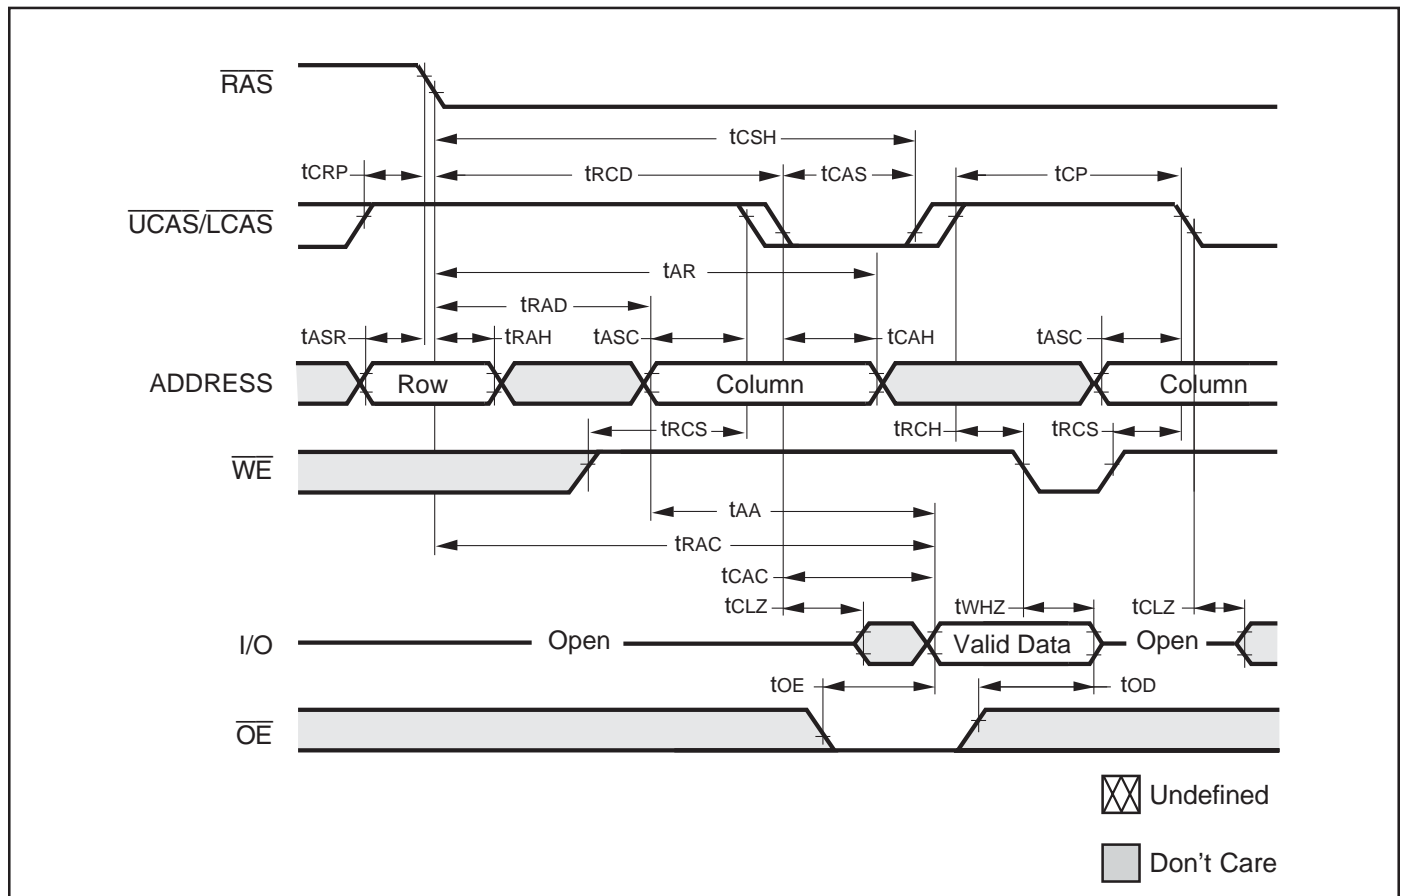 RAS
tCSH
tCRP
tRCD
tCAS
tCP
UCAS/LCAS
tAR
tRAD
tASR
tRAH
tASC
tCAH
tASC
ADDRESS
Row
Column
Column
tRCS
tRCH
tRCS
WE
tAA
tRAC
tCAC
tCLZ
tWHZ
tCLZ
I/O
Open
Valid Data
Open
tOE
tOD
OE
Undefined
Don't Care